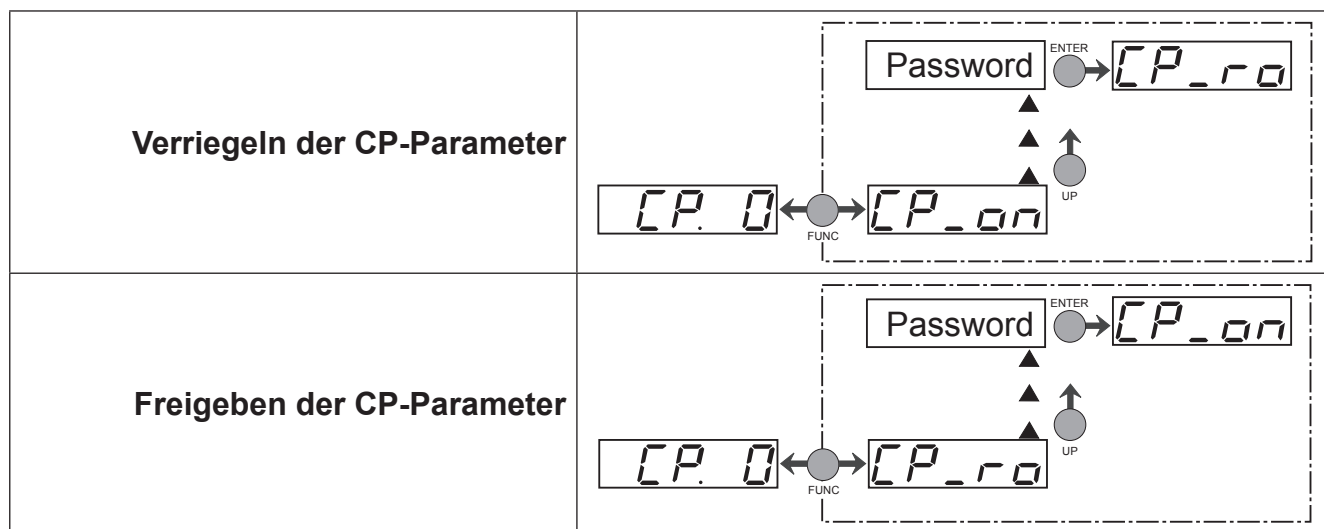 Verriegeln der CP-Parameter
Password
ENTER
CP_ro
UP
CP. 0
FUNC
CP_on
Freigeben der CP-Parameter
Password
ENTER
CP_on
UP
CP. 0
FUNC
CP_ro